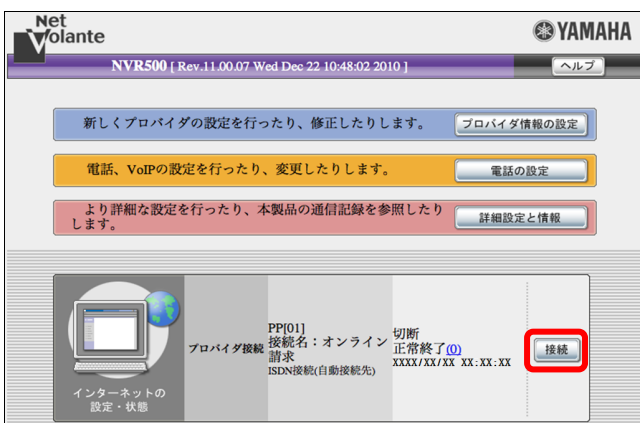 Net
Volante
YAMAHA
NVR500 [ Rev.11.00.07 Wed Dec 22 10:48:02 2010 ]
ヘルプ
新しくプロバイダの設定を行ったり、修正したりします。
プロバイダ情報の設定
電話、VoIPの設定を行ったり、変更したりします。
電話の設定
より詳細な設定を行ったり、本製品の通信記録を参照したり
します。
詳細設定と情報
インターネットの
設定・状態
プロバイダ接続
PP[01]
接続名：オンライン
請求
ISDN接続(自動接続先)
切断
正常終了(0)
XXXX/XX/XX XX:XX:XX
接続